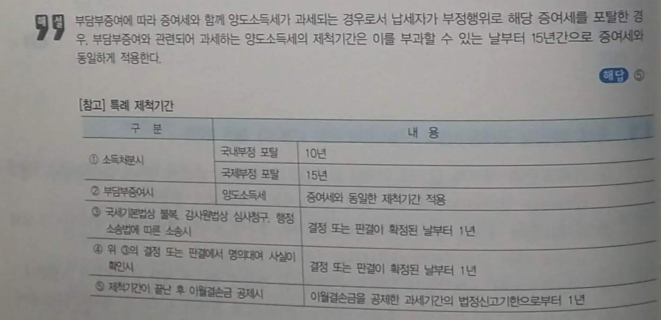 해설
부담부증여에 따라 증여세와 함께 양도소득세가 과세되는 경우로서 납세자가 부정행위로 해당 증여세를 포탈한 경
우, 부담부증여와 관련되어 과세하는 양도소득세의 제척기간은 이를 부과할 수 있는 날부터 15년간으로 증여세와
동일하게 적용한다.
해답 ⑤
[참고] 특례 제척기간
구 분 내 용
① 소득처분시 국내부정 포탈 10년
국제부정 포탈 15년
② 부담부증여시 양도소득세 증여세와 동일한 제척기간 적용
③ 국세기본법상 불복, 감사원법상 심사청구, 행정
소송법에 따른 소송시 결정 또는 판결이 확정된 날부터 1년
④ 위 ③의 결정 또는 판결에서 명의대여 사실이
확인시 결정 또는 판결이 확정된 날부터 1년
⑤ 제척기간이 끝난 후 이월결손금 공제시 이월결손금을 공제한 과세기간의 법정신고기한으로부터 1년